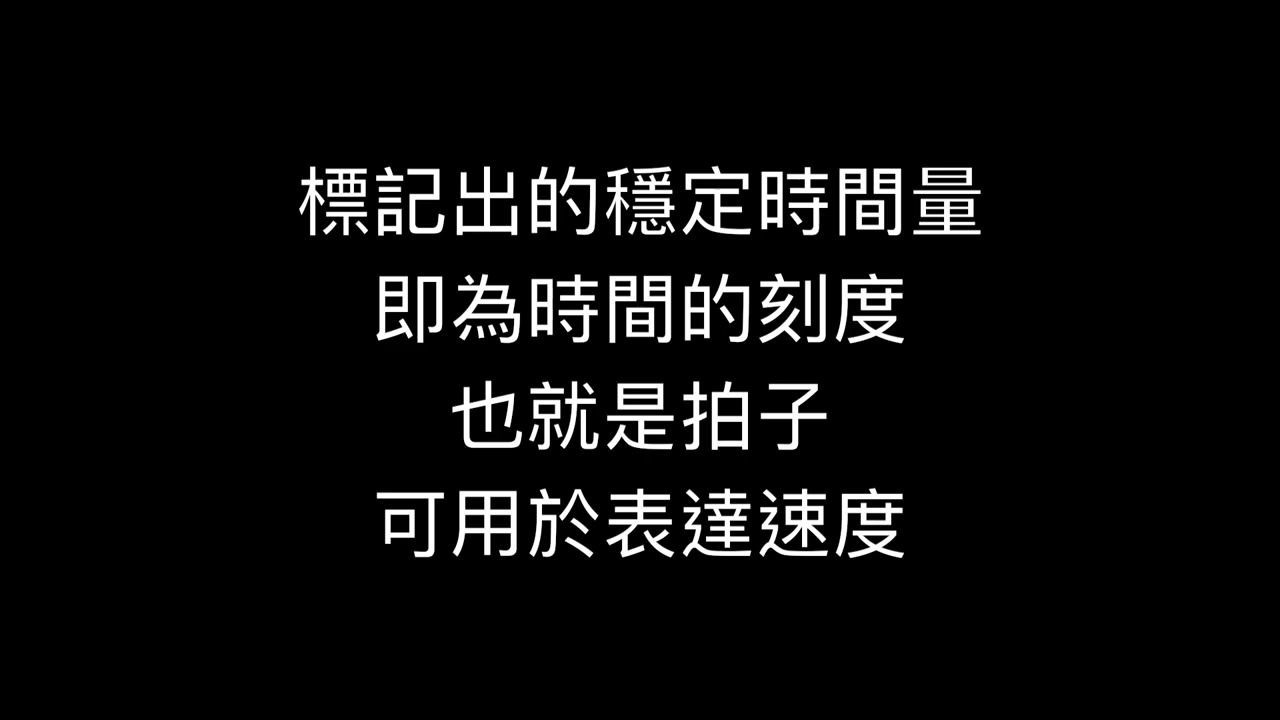 標記出的穩定時間量
即為時間的刻度
也就是拍子
可用於表達速度